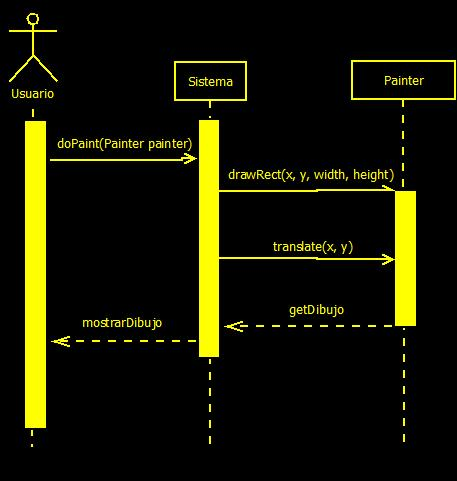 Usuario
Sistema
Painter
doPaint(Painter painter)
drawRect(x, y, width, height)
translate(x, y)
getDibujo
mostrarDibujo